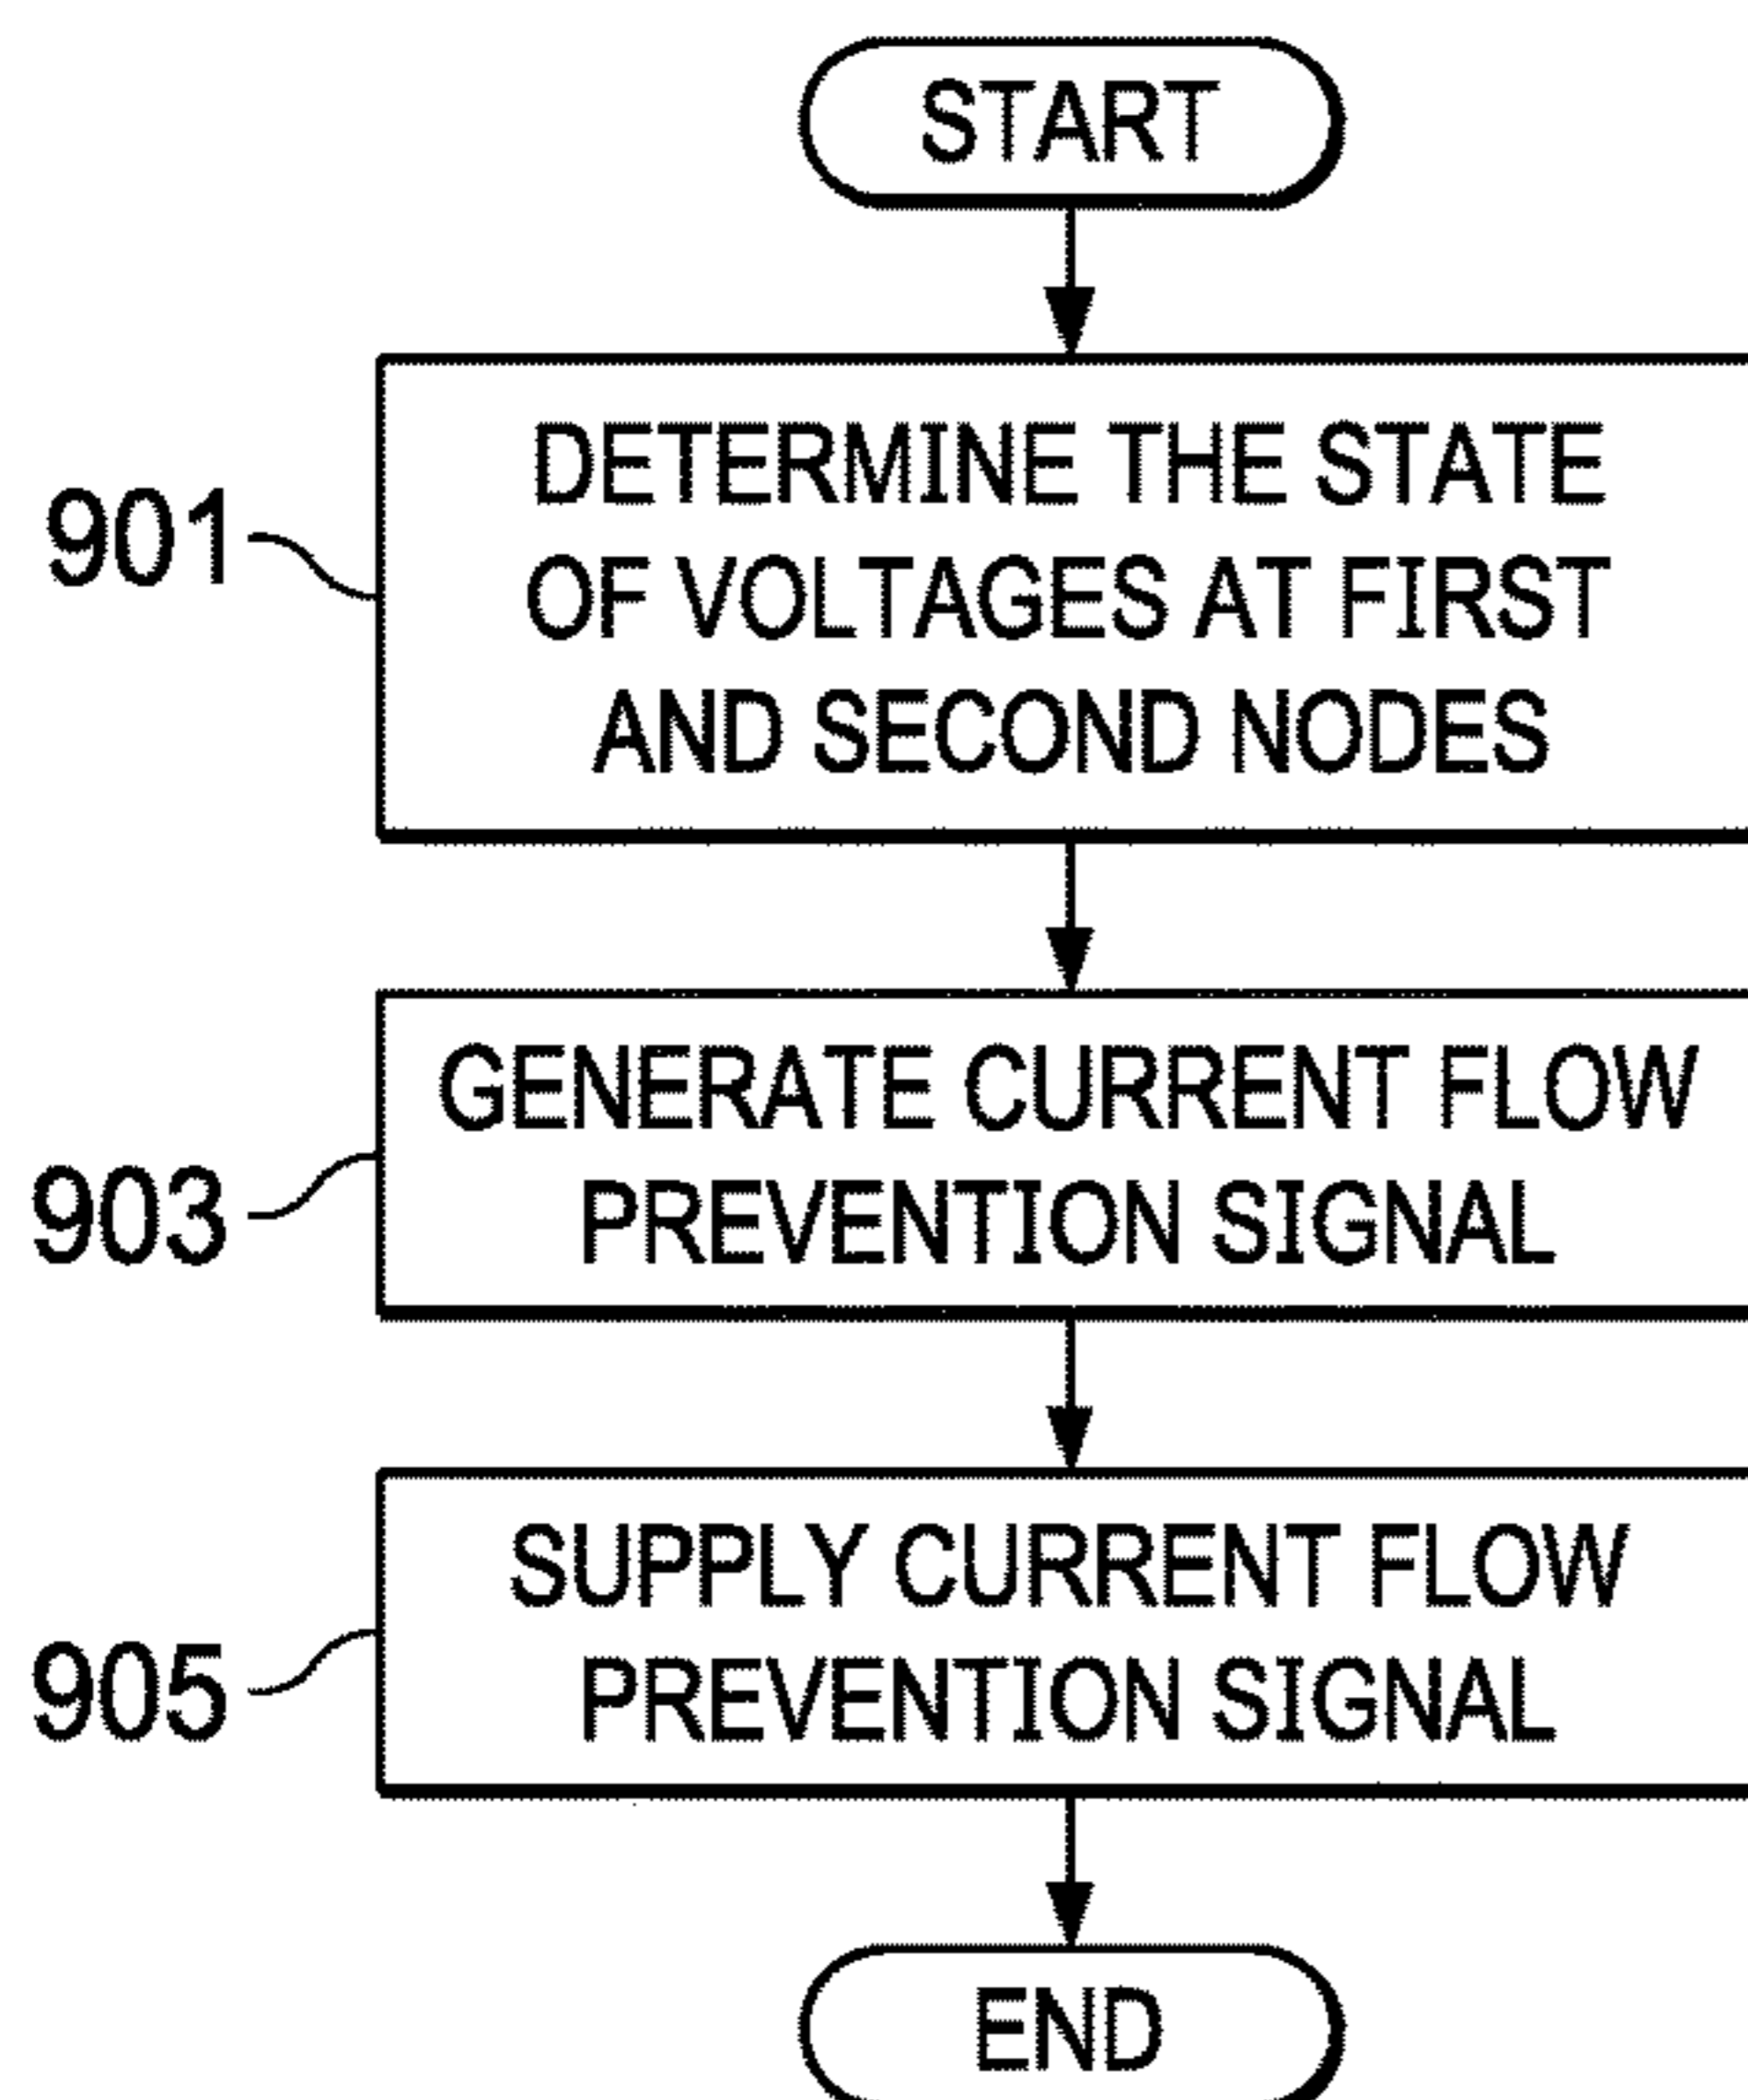 START
901
DETERMINE THE STATE
OF VOLTAGES AT FIRST
AND SECOND NODES
903
GENERATE CURRENT FLOW
PREVENTION SIGNAL
905
SUPPLY CURRENT FLOW
PREVENTION SIGNAL
END